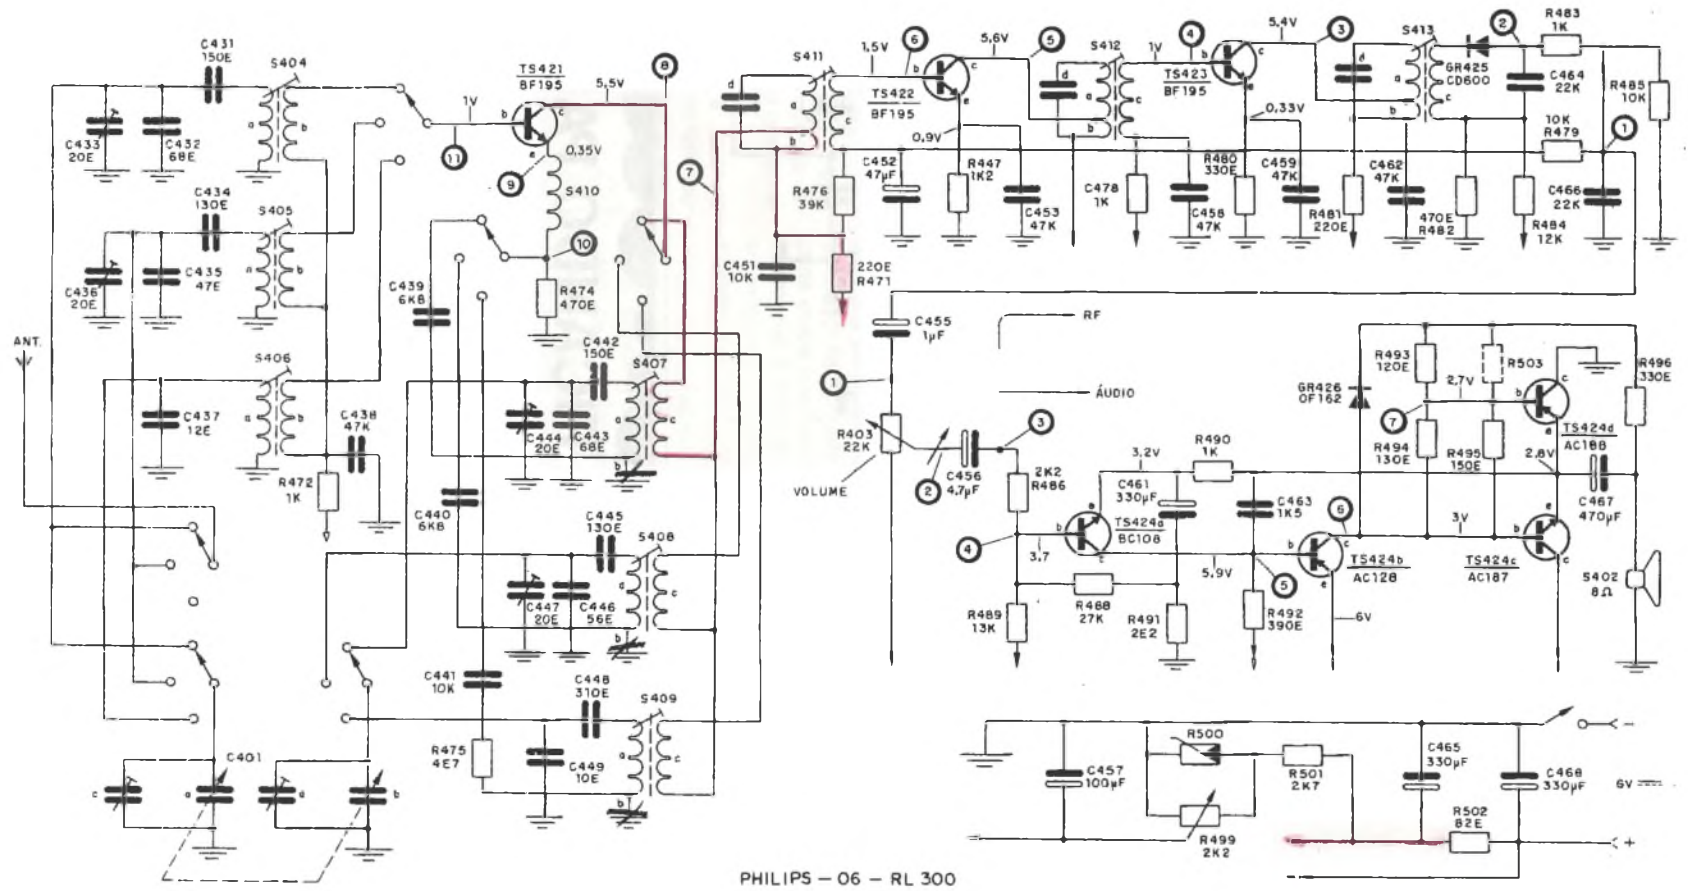 C431
150E
S404
a
b
C433
20E
C432
68E
C434
130E
S405
a
b
C436
20E
C435
47E
ANT.
S406
a
b
C437
12E
C438
47K
R472
1K
C401
c
a
d
b
1V
11
TS421
BF195
b
c
e
5,5V
8
0,35V
9
S410
10
R474
470E
C439
6K8
C440
6K8
C441
10K
R475
4E7
C442
150E
S407
a
c
b
C444
20E
C443
68E
C445
130E
S408
a
c
b
C447
20E
C446
56E
C448
310E
S409
a
c
b
C449
10E
7
S411
d
a
b
c
C451
10K
R476
39K
220E
R471
1,5V
6
b
c
e
TS422
BF195
5,6V
5
0,9V
C452
47µF
R447
1K2
C453
47K
S412
d
a
b
c
1V
4
TS423
BF195
b
c
e
5,4V
3
0,33V
C478
1K
C458
47K
R480
330E
C459
47K
S413
d
a
b
c
GR425
CD600
2
R483
1K
C464
22K
R485
10K
10K
R479
1
R481
220E
C462
47K
470E
R482
R484
12K
C466
22K
C455
1µF
RF
ÁUDIO
1
R403
22K
VOLUME
2
C456
4,7µF
3
2K2
R486
4
3,7
b
e
c
TS424a
BC108
3,2V
C461
330µF
R490
1K
C463
1K5
5,9V
R489
13K
R468
27K
R491
2E2
5
R492
390E
b
c
e
TS424b
AC128
6V
6
GR426
OF162
R493
120E
R503
2,7V
7
R494
130E
R495
150E
b
c
e
TS424d
AC188
R496
330E
2,8V
C467
470µF
3V
b
e
c
TS424c
AC187
S402
8Ω
R500
R501
2K7
C457
100µF
R499
2K2
C465
330µF
C468
330µF
R502
82E
6V
−
+
PHILIPS — 06 — RL 300